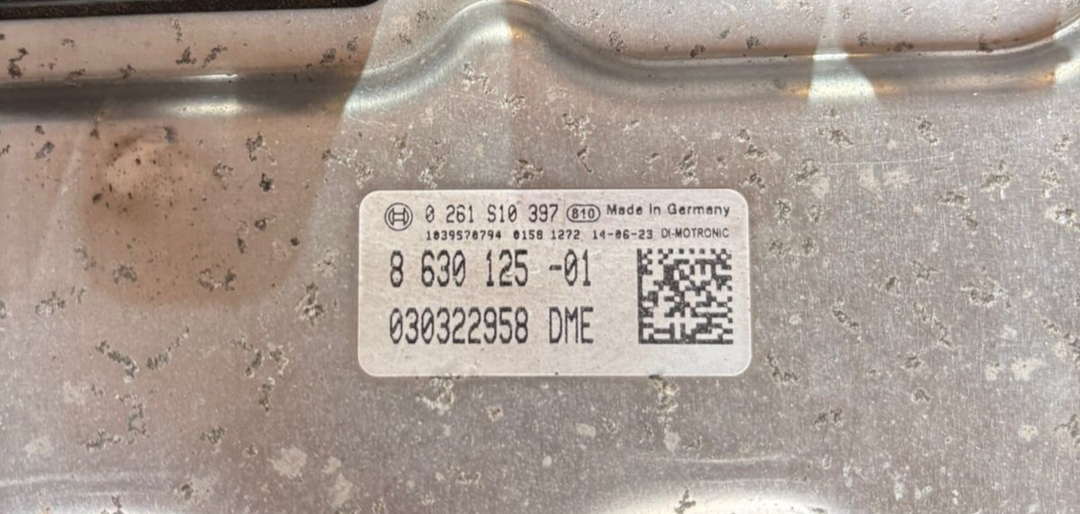 0 261 S10 397 810 Made in Germany
1039S70794 0158 1272 14-06-23 DI-MOTRONIC
8 630 125 -01
030322958 DME